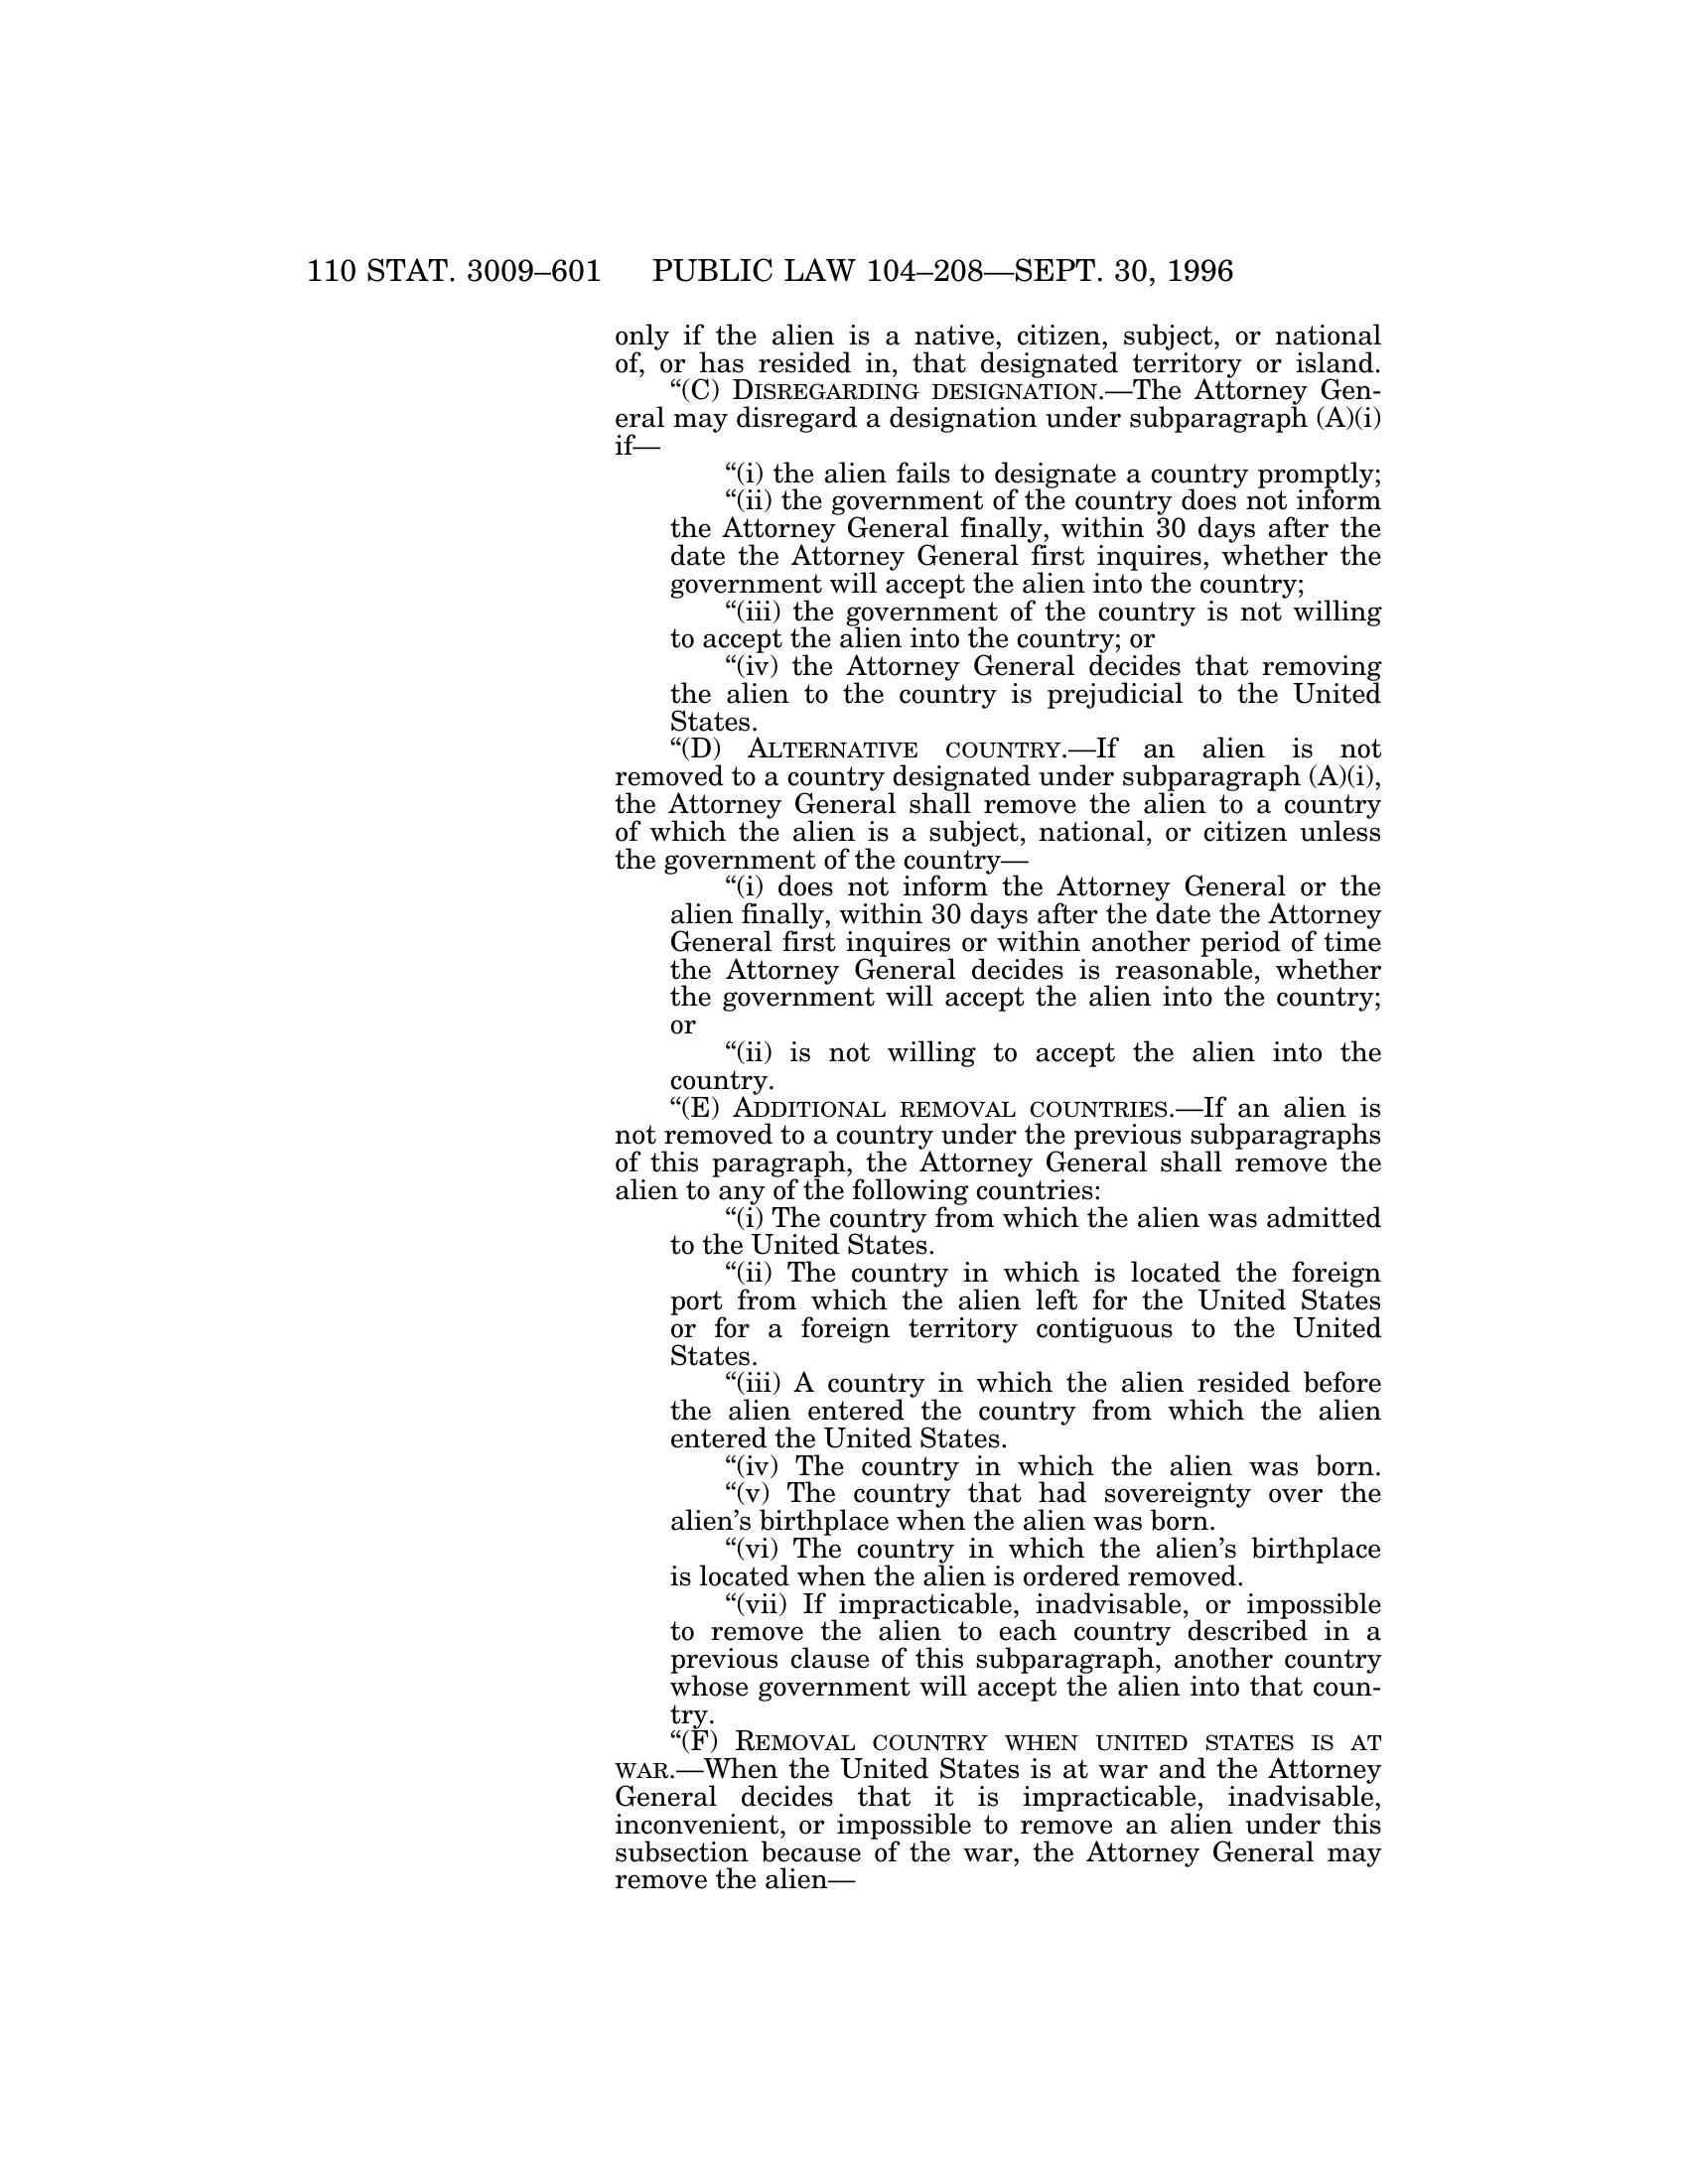 110 STAT. 3009–601 PUBLIC LAW 104–208—SEPT. 30, 1996
only if the alien is a native, citizen, subject, or national
of, or has resided in, that designated territory or island.
“(C) DISREGARDING DESIGNATION.—The Attorney Gen-
eral may disregard a designation under subparagraph (A)(i)
if—
“(i) the alien fails to designate a country promptly;
“(ii) the government of the country does not inform
the Attorney General finally, within 30 days after the
date the Attorney General first inquires, whether the
government will accept the alien into the country;
“(iii) the government of the country is not willing
to accept the alien into the country; or
“(iv) the Attorney General decides that removing
the alien to the country is prejudicial to the United
States.
“(D) ALTERNATIVE COUNTRY.—If an alien is not
removed to a country designated under subparagraph (A)(i),
the Attorney General shall remove the alien to a country
of which the alien is a subject, national, or citizen unless
the government of the country—
“(i) does not inform the Attorney General or the
alien finally, within 30 days after the date the Attorney
General first inquires or within another period of time
the Attorney General decides is reasonable, whether
the government will accept the alien into the country;
or
“(ii) is not willing to accept the alien into the
country.
“(E) ADDITIONAL REMOVAL COUNTRIES.—If an alien is
not removed to a country under the previous subparagraphs
of this paragraph, the Attorney General shall remove the
alien to any of the following countries:
“(i) The country from which the alien was admitted
to the United States.
“(ii) The country in which is located the foreign
port from which the alien left for the United States
or for a foreign territory contiguous to the United
States.
“(iii) A country in which the alien resided before
the alien entered the country from which the alien
entered the United States.
“(iv) The country in which the alien was born.
“(v) The country that had sovereignty over the
alien’s birthplace when the alien was born.
“(vi) The country in which the alien’s birthplace
is located when the alien is ordered removed.
“(vii) If impracticable, inadvisable, or impossible
to remove the alien to each country described in a
previous clause of this subparagraph, another country
whose government will accept the alien into that coun-
try.
“(F) REMOVAL COUNTRY WHEN UNITED STATES IS AT
WAR.—When the United States is at war and the Attorney
General decides that it is impracticable, inadvisable,
inconvenient, or impossible to remove an alien under this
subsection because of the war, the Attorney General may
remove the alien—